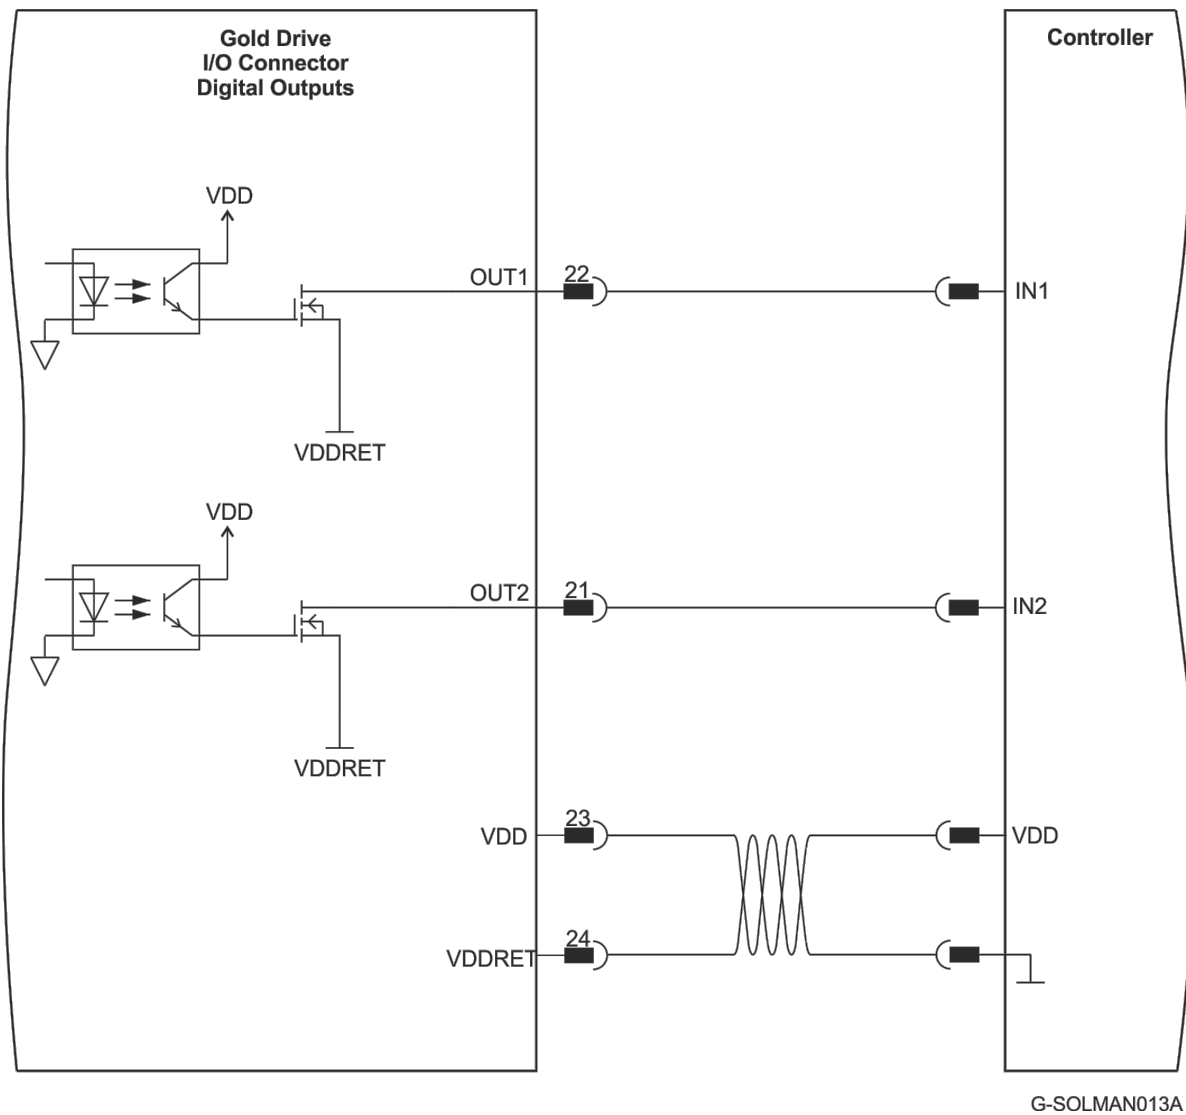 Gold Drive
I/O Connector
Digital Outputs
Controller
VDD
OUT1
22
IN1
VDDRET
VDD
OUT2
21
IN2
VDDRET
VDD
23
VDD
VDDRET
24
G-SOLMAN013A